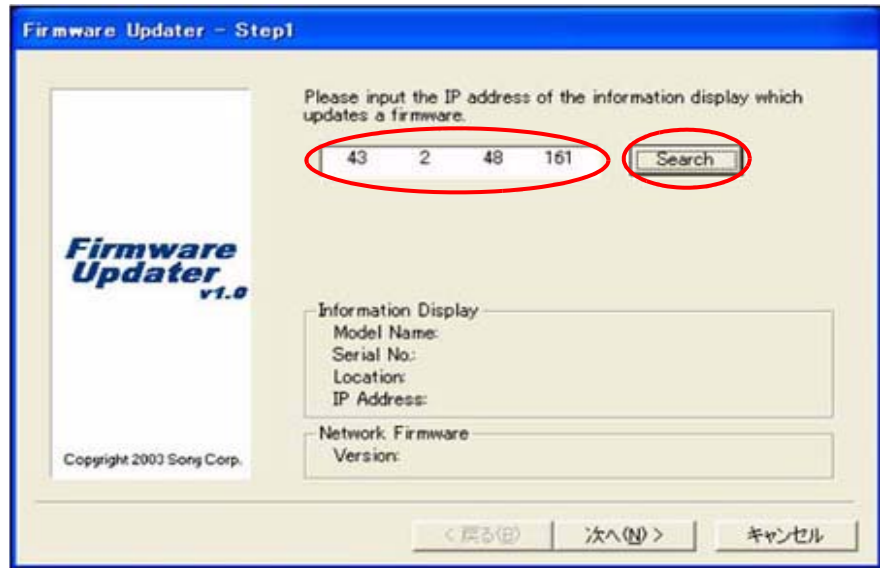 Firmware Updater - Step1
Please input the IP address of the information display which
updates a firmware.
43 2 48 161
Search
Firmware
Updater
v1.0
Information Display
Model Name:
Serial No.:
Location:
IP Address:
Network Firmware
Version:
Copyright 2003 Sony Corp.
< 戻る(B)
次へ(N) >
キャンセル